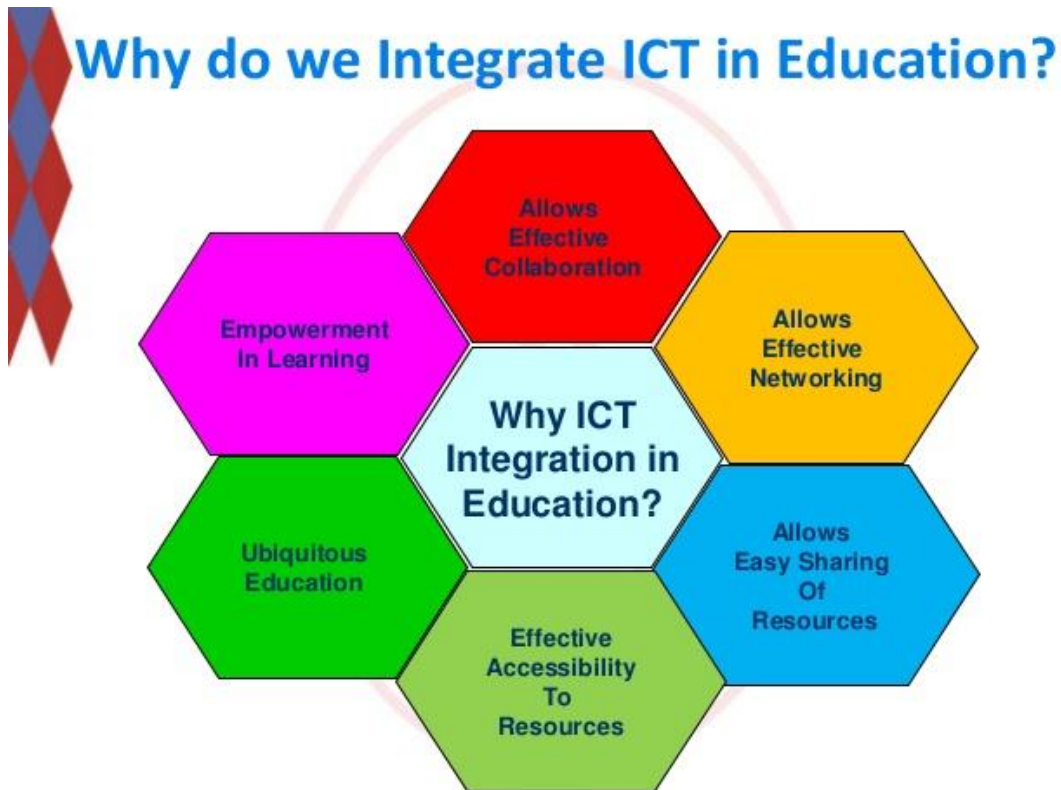 Why do we Integrate ICT in Education?
Allows
Effective
Collaboration
Allows
Effective
Networking
Empowerment
In Learning
Why ICT
Integration in
Education?
Allows
Easy Sharing
Of
Resources
Ubiquitous
Education
Effective
Accessibility
To
Resources